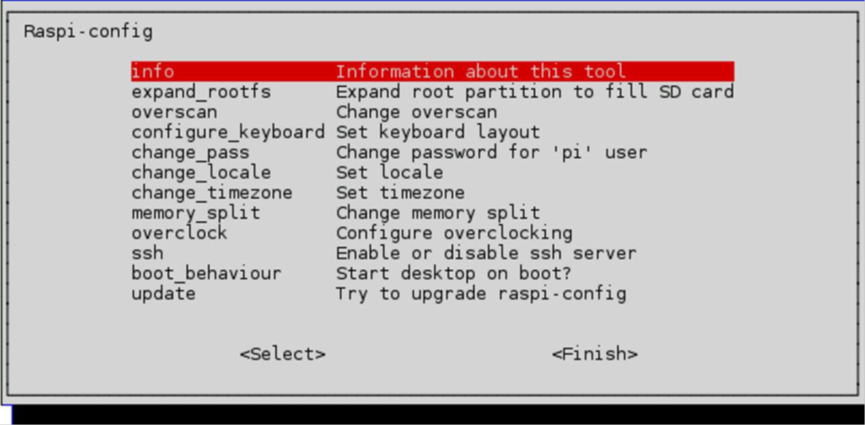 Raspi-config
info Information about this tool
expand_rootfs Expand root partition to fill SD card
overscan Change overscan
configure_keyboard Set keyboard layout
change_pass Change password for 'pi' user
change_locale Set locale
change_timezone Set timezone
memory_split Change memory split
overclock Configure overclocking
ssh Enable or disable ssh server
boot_behaviour Start desktop on boot?
update Try to upgrade raspi-config
<Select> <Finish>